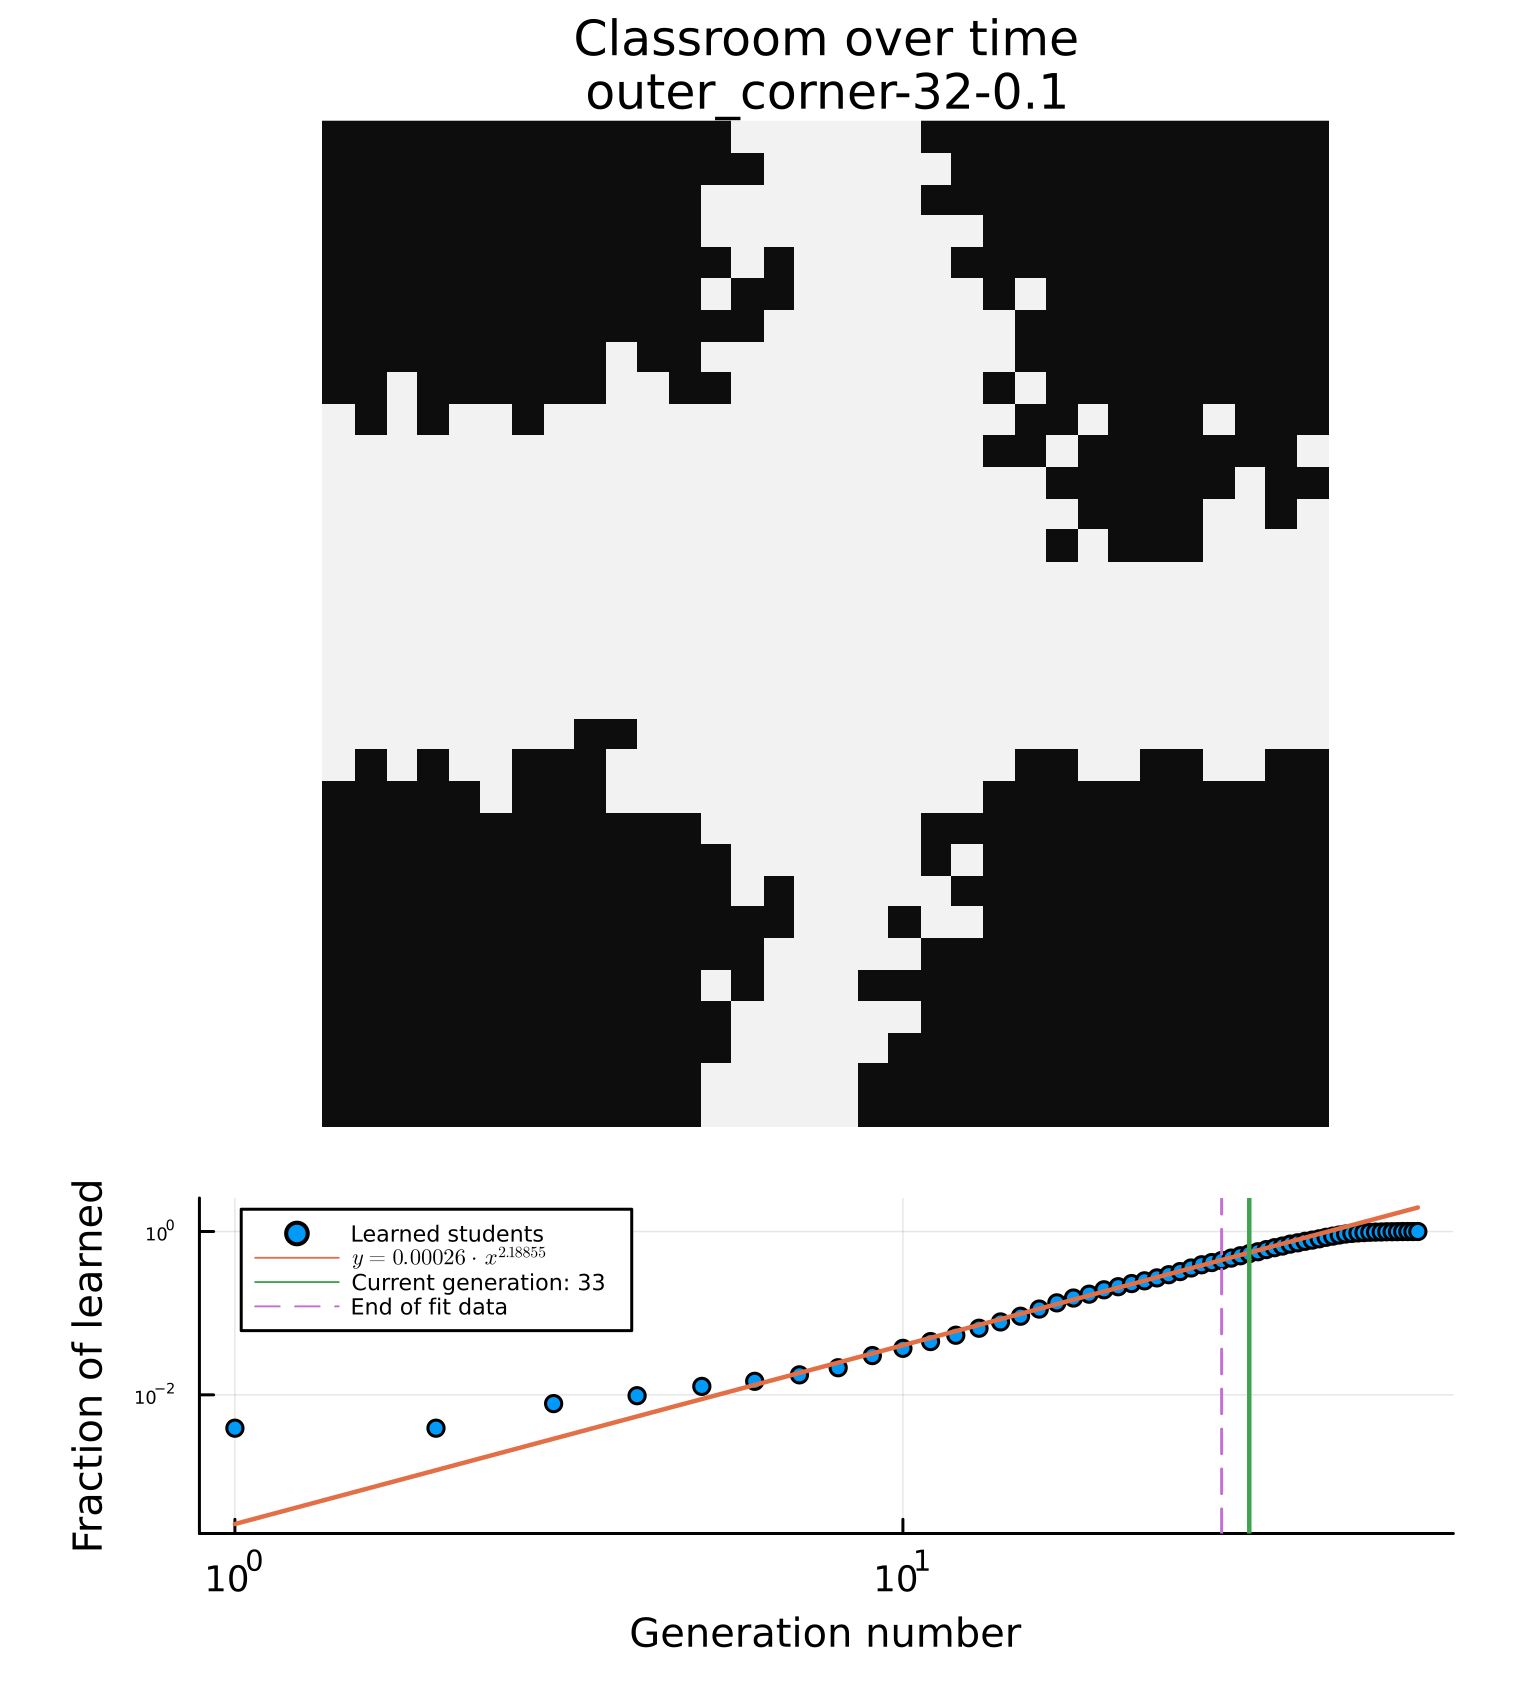 Classroom over time
outer_corner-32-0.1
Fraction of learned
10^0
10^-2
Learned students
y = 0.00026 · x^2.18855
Current generation: 33
End of fit data
10^0
10^1
Generation number